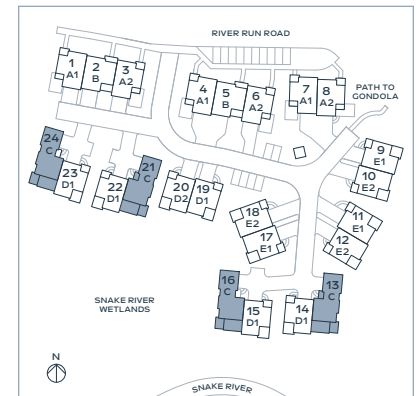 RIVER RUN ROAD
1
A1
2
B
3
A2
4
A1
5
B
6
A2
7
A1
8
A2
PATH TO
GONDOLA
24
C
23
D1
22
D1
21
C
20
D2
19
D1
9
E1
10
E2
18
E2
17
E1
11
E1
12
E2
16
C
15
D1
14
D1
13
C
SNAKE RIVER
WETLANDS
N
SNAKE RIVER